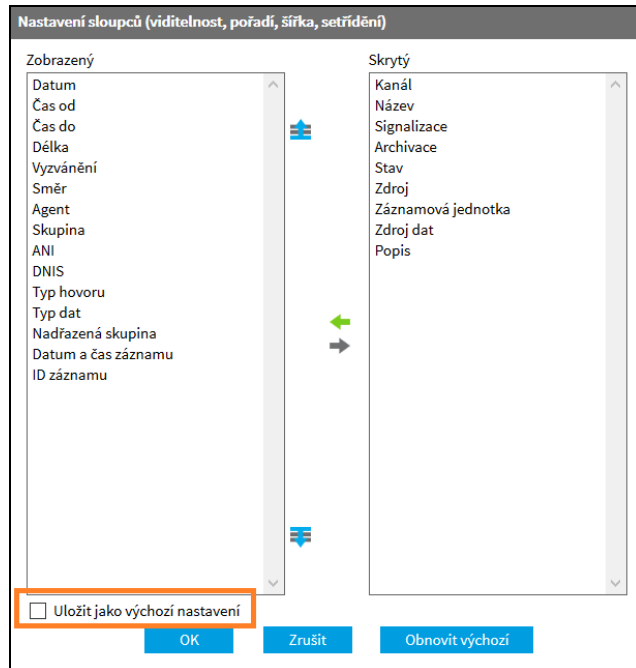 Nastavení sloupců (viditelnost, pořadí, šířka, setřídění)
Zobrazený
Datum
Čas od
Čas do
Délka
Vyzvánění
Směr
Agent
Skupina
ANI
DNIS
Typ hovoru
Typ dat
Nadřazená skupina
Datum a čas záznamu
ID záznamu
Skrytý
Kanál
Název
Signalizace
Archivace
Stav
Zdroj
Záznamová jednotka
Zdroj dat
Popis
Uložit jako výchozí nastavení
OK
Zrušit
Obnovit výchozí